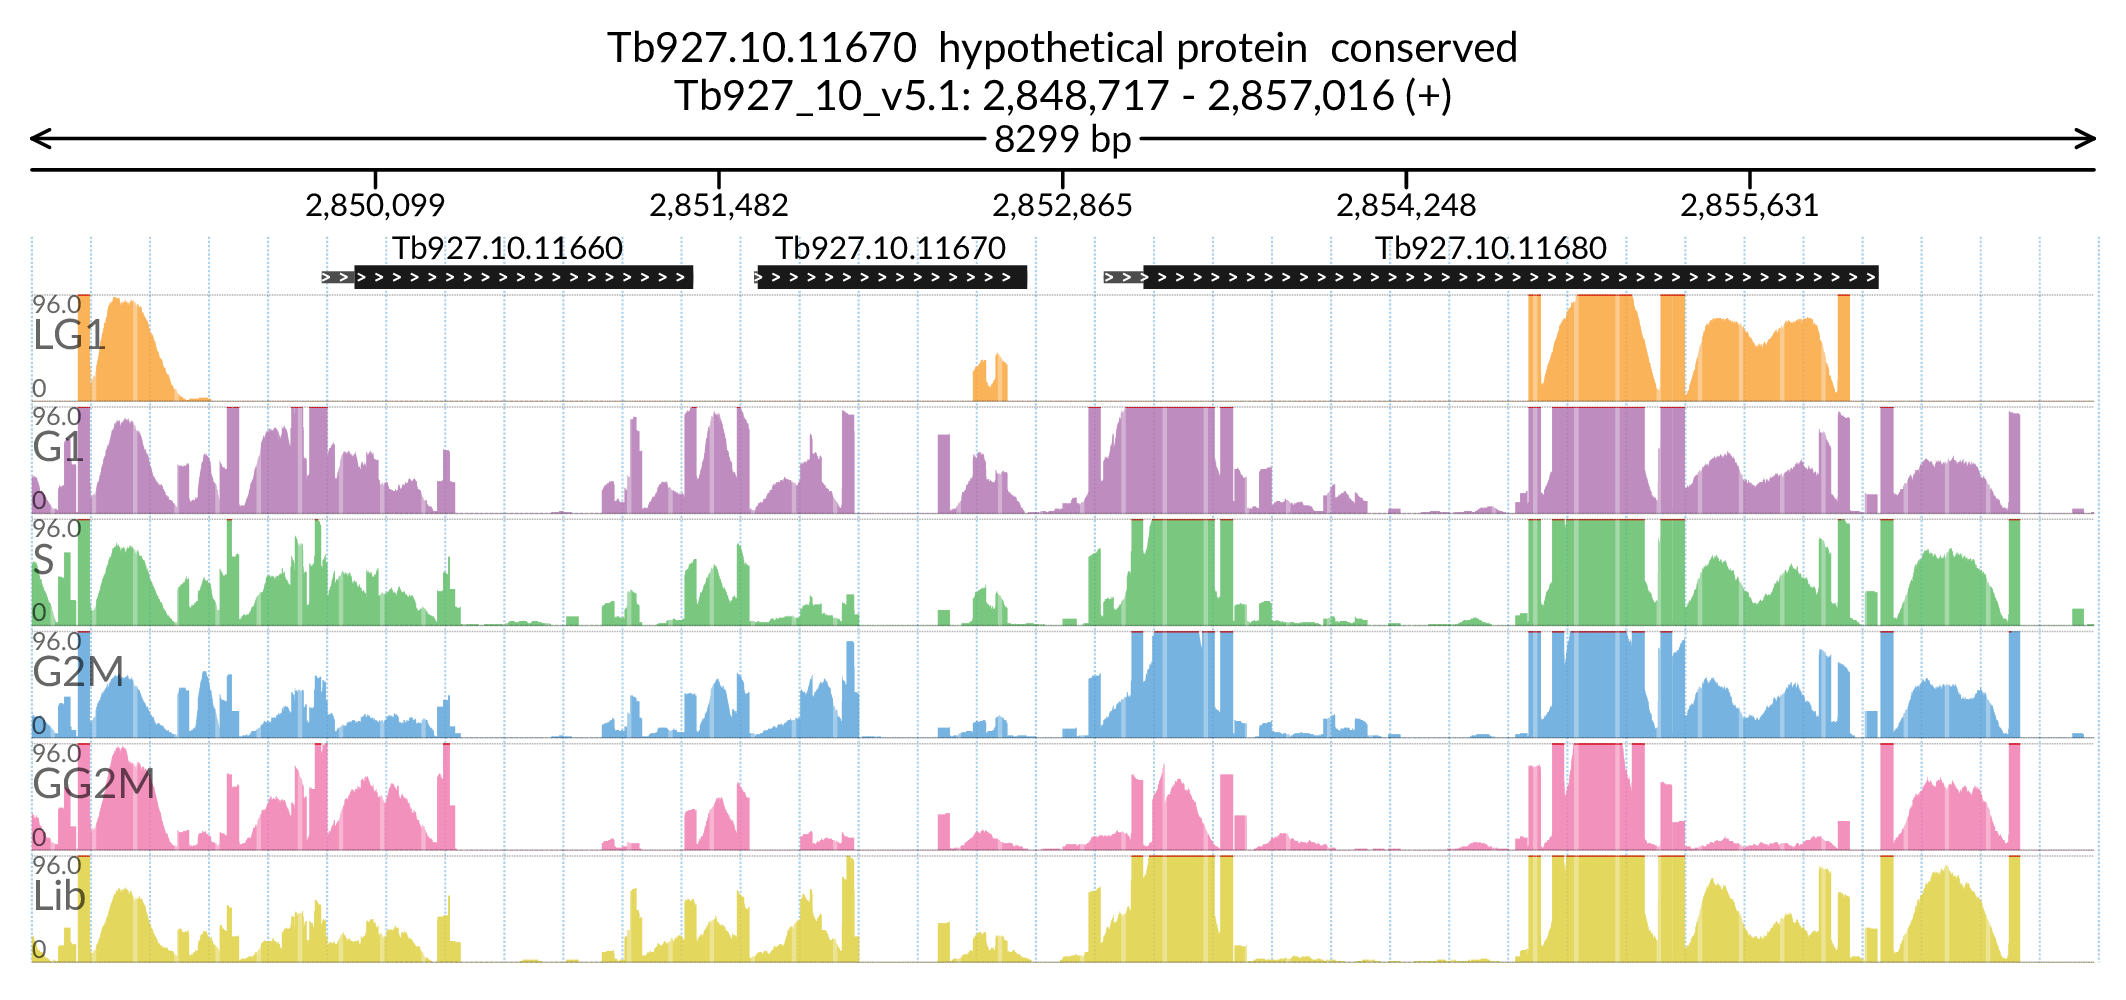 Tb927.10.11670 hypothetical protein conserved
Tb927_10_v5.1: 2,848,717 - 2,857,016 (+)
8299 bp
2,850,099 2,851,482 2,852,865 2,854,248 2,855,631
Tb927.10.11660 Tb927.10.11670 Tb927.10.11680
96.0
LG1
0
96.0
G1
0
96.0
S
0
96.0
G2M
0
96.0
GG2M
0
96.0
Lib
0